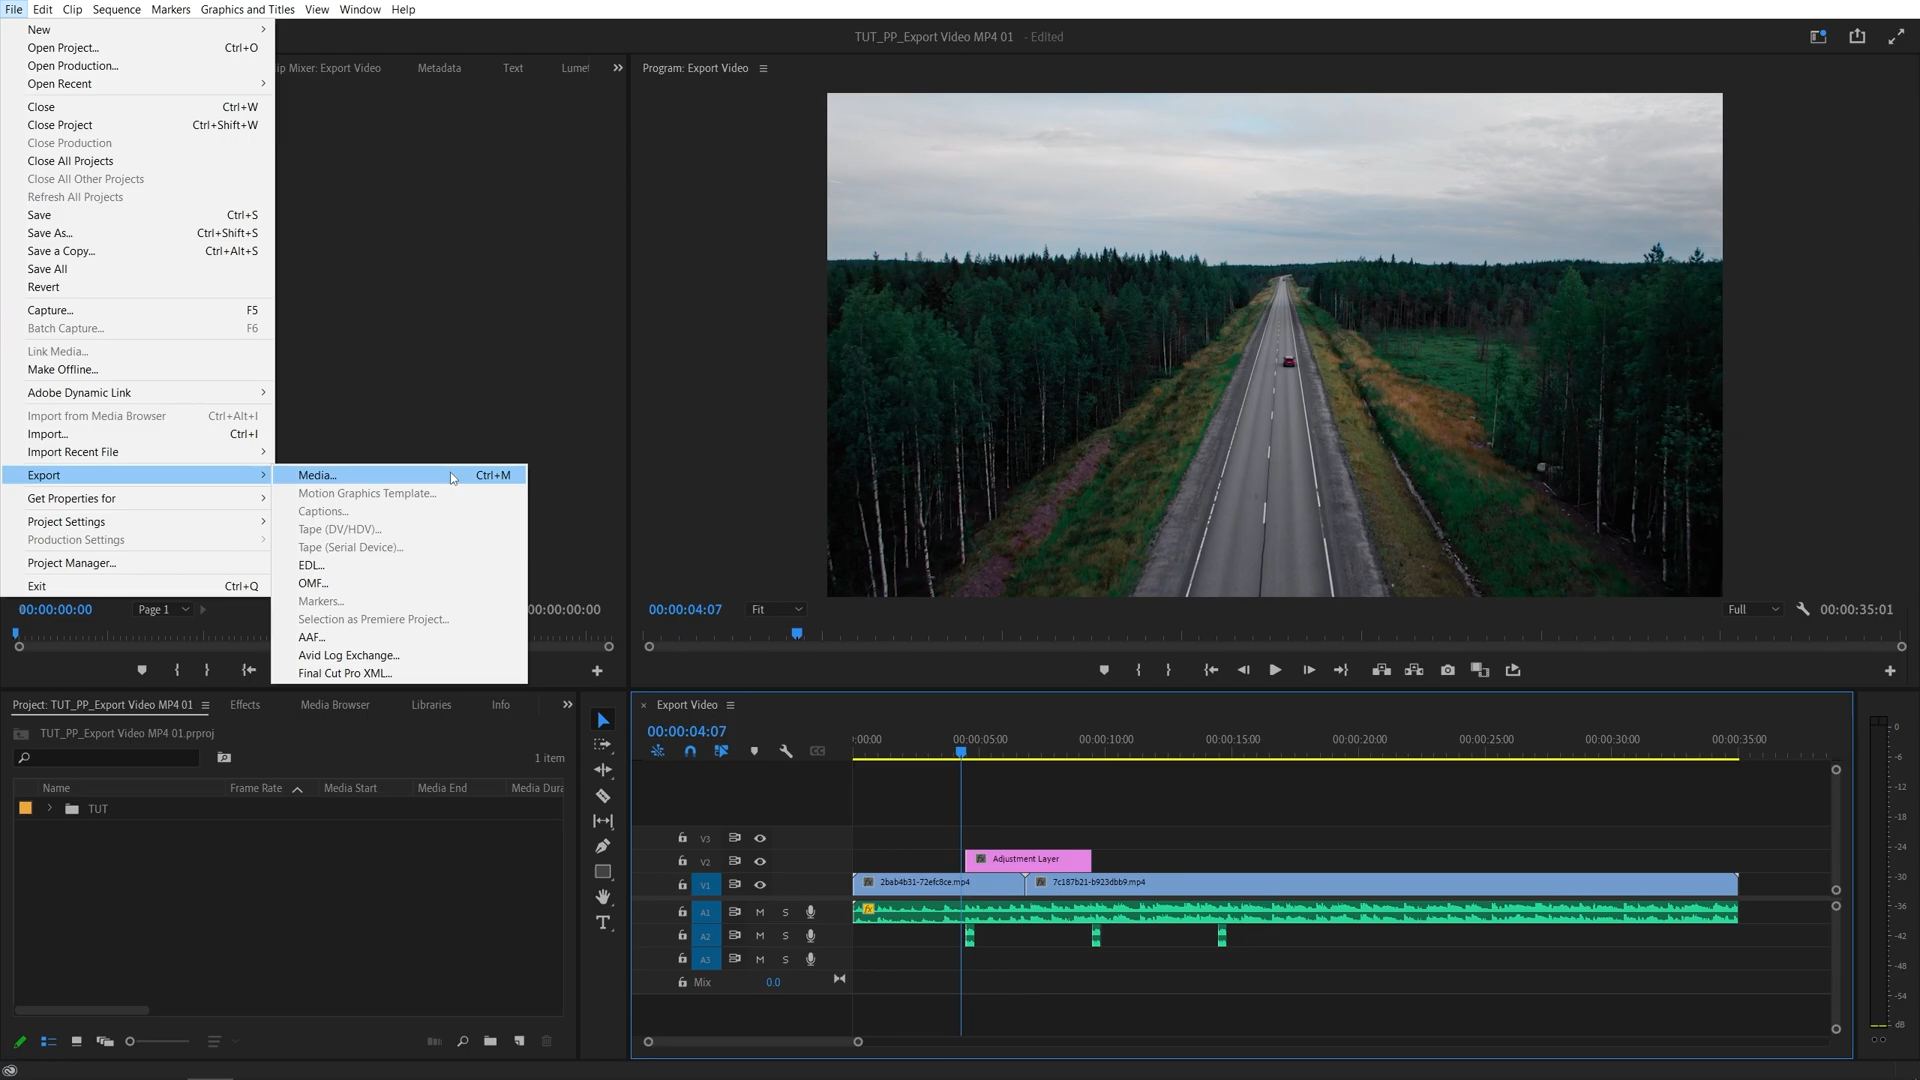 File Edit Clip Sequence Markers Graphics and Titles View Window Help
TUT_PP_Export Video MP4 01 - Edited
New
Open Project... Ctrl+O
Open Production...
Open Recent
Close Ctrl+W
Close Project Ctrl+Shift+W
Close Production
Close All Projects
Close All Other Projects
Refresh All Projects
Save Ctrl+S
Save As... Ctrl+Shift+S
Save a Copy... Ctrl+Alt+S
Save All
Revert
Capture... F5
Batch Capture... F6
Link Media...
Make Offline...
Adobe Dynamic Link
Import from Media Browser Ctrl+Alt+I
Import... Ctrl+I
Import Recent File
Export
Get Properties for
Project Settings
Production Settings
Project Manager...
Exit Ctrl+Q
Media... Ctrl+M
Motion Graphics Template...
Captions...
Tape (DV/HDV)...
Tape (Serial Device)...
EDL...
OMF...
Markers...
Selection as Premiere Project...
AAF...
Avid Log Exchange...
Final Cut Pro XML...
ip Mixer: Export Video Metadata Text Lumet
Program: Export Video
00:00:00:00 Page 1 00:00:00:00
00:00:04:07 Fit Full 00:00:35:01
Project: TUT_PP_Export Video MP4 01 Effects Media Browser Libraries Info
TUT_PP_Export Video MP4 01.prproj
1 item
Name Frame Rate Media Start Media End Media Dura
TUT
Export Video
00:00:04:07
:00:00 00:00:05:00 00:00:10:00 00:00:15:00 00:00:20:00 00:00:25:00 00:00:30:00 00:00:35:00
V3
V2 fx Adjustment Layer
V1 fx 2bab4b31-72efc8ce.mp4 fx 7c187b21-b923dbb9.mp4
A1 M S fx
A2 M S
A3 M S
Mix 0.0
0
-6
-12
-18
-24
-30
-36
-42
-48
-54
dB